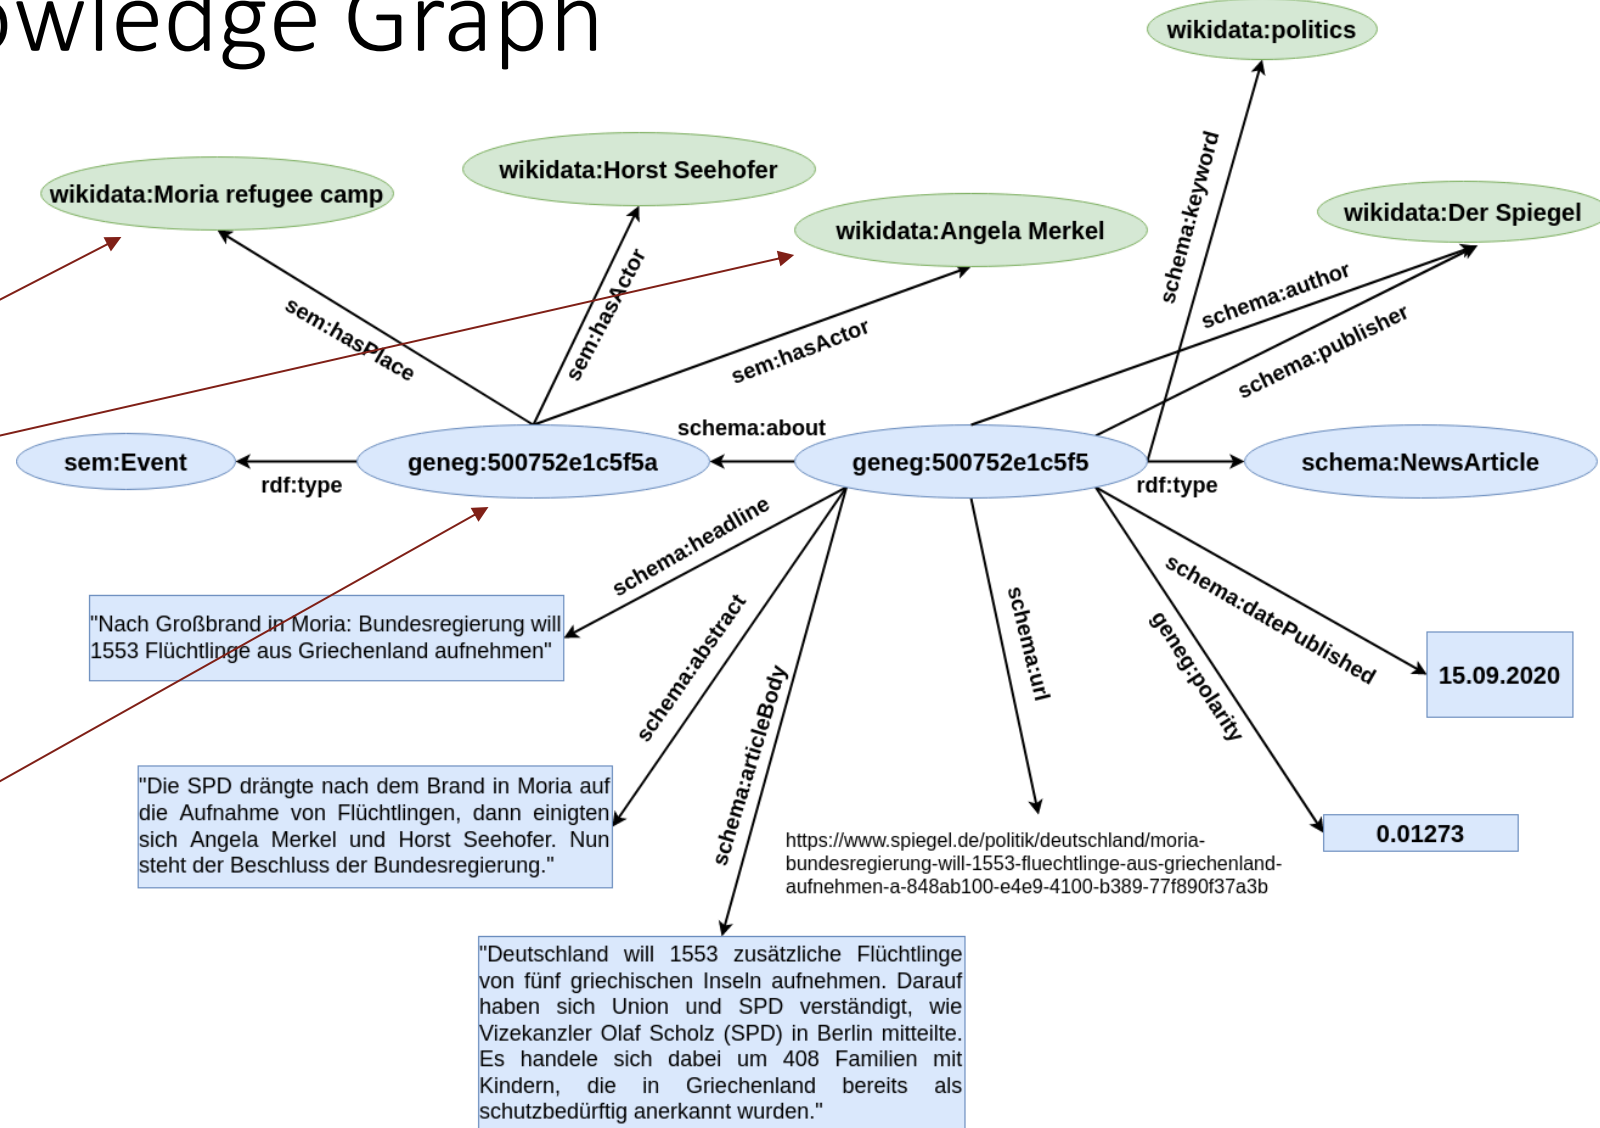 owledge Graph
wikidata:politics
wikidata:Moria refugee camp
wikidata:Horst Seehofer
wikidata:Angela Merkel
wikidata:Der Spiegel
schema:keyword
sem:hasPlace
sem:hasActor
sem:hasActor
schema:author
schema:publisher
schema:about
sem:Event
rdf:type
geneg:500752e1c5f5a
geneg:500752e1c5f5
rdf:type
schema:NewsArticle
schema:headline
schema:abstract
schema:articleBody
schema:url
geneg:polarity
schema:datePublished
"Nach Großbrand in Moria: Bundesregierung will
1553 Flüchtlinge aus Griechenland aufnehmen"
15.09.2020
"Die SPD drängte nach dem Brand in Moria auf
die Aufnahme von Flüchtlingen, dann einigten
sich Angela Merkel und Horst Seehofer. Nun
steht der Beschluss der Bundesregierung."
https://www.spiegel.de/politik/deutschland/moria-
bundesregierung-will-1553-fluechtlinge-aus-griechenland-
aufnehmen-a-848ab100-e4e9-4100-b389-77f890f37a3b
0.01273
"Deutschland will 1553 zusätzliche Flüchtlinge
von fünf griechischen Inseln aufnehmen. Darauf
haben sich Union und SPD verständigt, wie
Vizekanzler Olaf Scholz (SPD) in Berlin mitteilte.
Es handele sich dabei um 408 Familien mit
Kindern, die in Griechenland bereits als
schutzbedürftig anerkannt wurden."